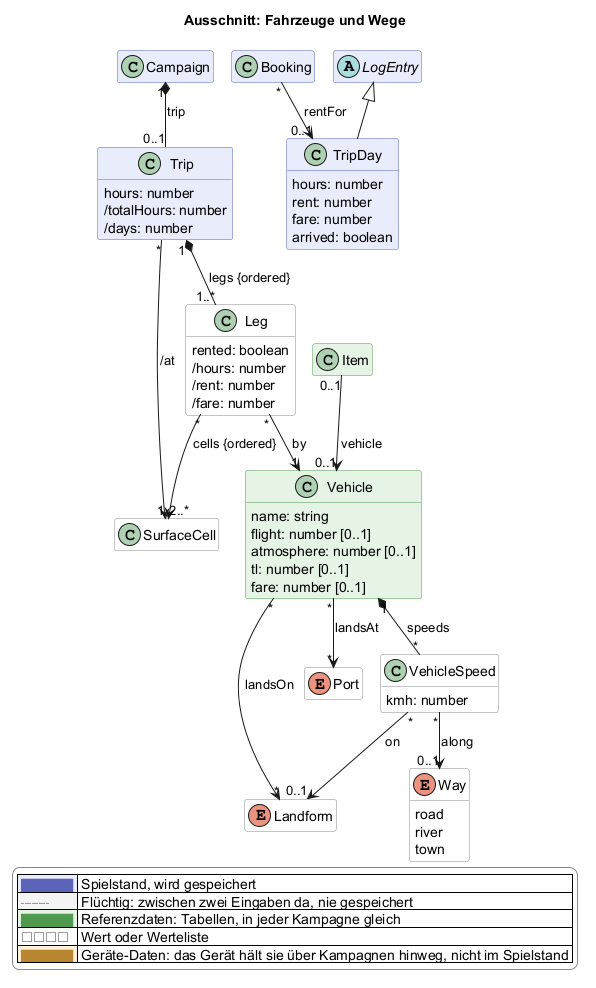 Ausschnitt: Fahrzeuge und Wege
C Campaign
C Booking
A LogEntry
1
trip
0..1
*
rentFor
0..1
C Trip
hours: number
/totalHours: number
/days: number
C TripDay
hours: number
rent: number
fare: number
arrived: boolean
*
1
legs {ordered}
1..*
/at
C Leg
rented: boolean
/hours: number
/rent: number
/fare: number
C Item
0..1
vehicle
0..1
*
cells {ordered}
*
by
1
2..*
C SurfaceCell
C Vehicle
name: string
flight: number [0..1]
atmosphere: number [0..1]
tl: number [0..1]
fare: number [0..1]
*
landsOn
*
*
landsAt
*
1
speeds
*
E Port
C VehicleSpeed
kmh: number
*
on
0..1
*
along
0..1
E Landform
E Way
road
river
town
Spielstand, wird gespeichert
Flüchtig: zwischen zwei Eingaben da, nie gespeichert
Referenzdaten: Tabellen, in jeder Kampagne gleich
Wert oder Werteliste
Geräte-Daten: das Gerät hält sie über Kampagnen hinweg, nicht im Spielstand